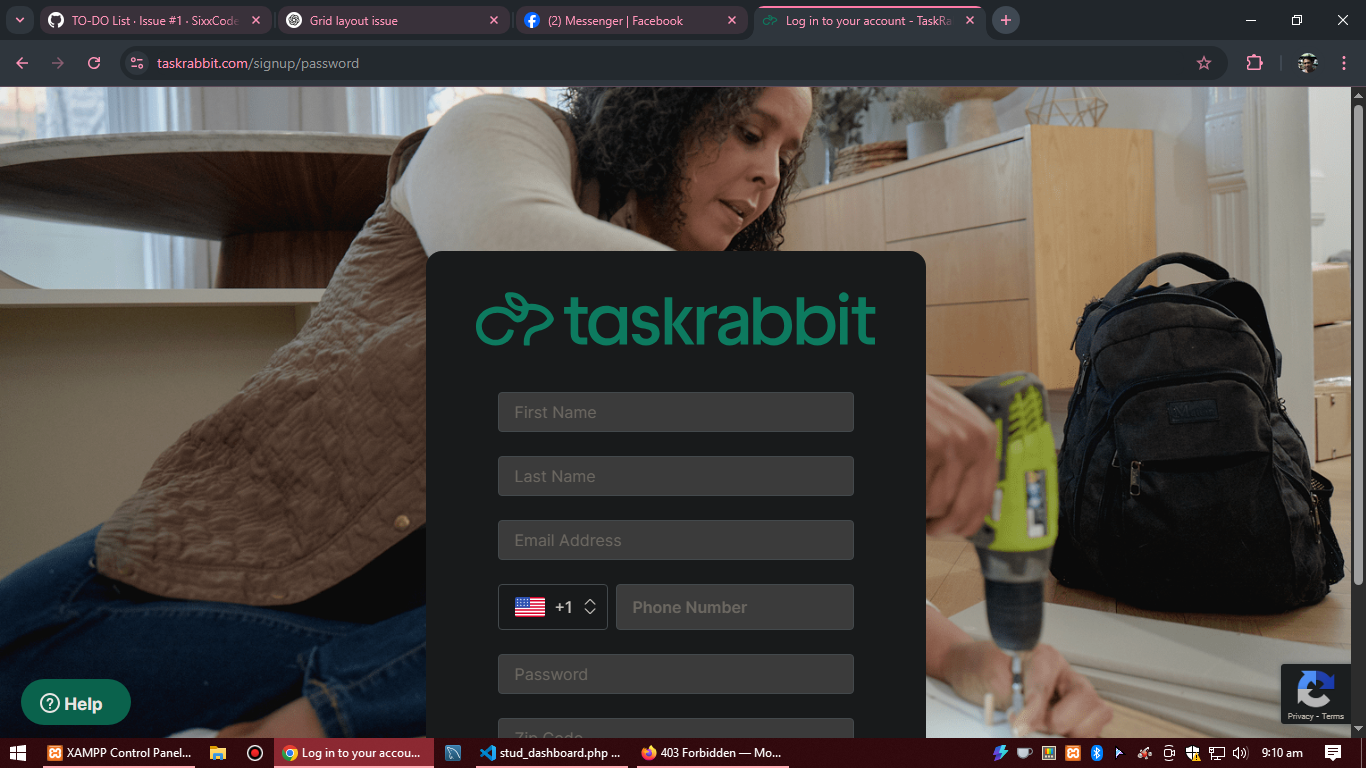 TO-DO List · Issue #1 · SixxCode
Grid layout issue
(2) Messenger | Facebook
Log in to your account - TaskRa
taskrabbit.com/signup/password
taskrabbit
First Name
Last Name
Email Address
+1
Phone Number
Password
Zip Code
Help
Privacy - Terms
XAMPP Control Panel...
Log in to your accou...
stud_dashboard.php ...
403 Forbidden — Mo...
9:10 am